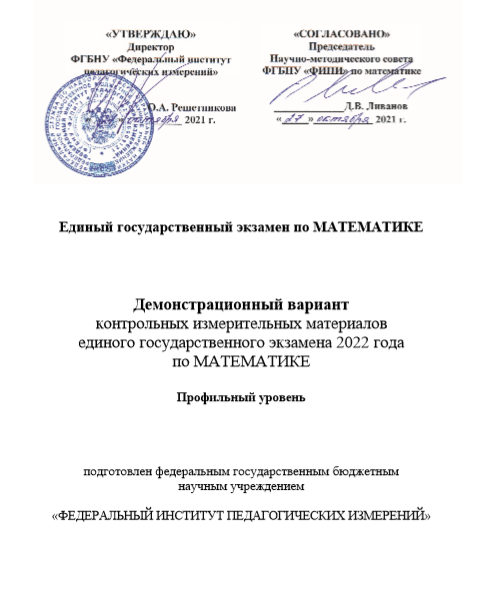 «УТВЕРЖДАЮ»
Директор
ФГБНУ «Федеральный институт
педагогических измерений»
О.А. Решетникова
октября 2021 г.
«СОГЛАСОВАНО»
Председатель
Научно-методического совета
ФГБНУ «ФИПИ» по математике
Д.В. Ливанов
« 27 » октября 2021 г.
Единый государственный экзамен по МАТЕМАТИКЕ
Демонстрационный вариант
контрольных измерительных материалов
единого государственного экзамена 2022 года
по МАТЕМАТИКЕ
Профильный уровень
подготовлен федеральным государственным бюджетным
научным учреждением
«ФЕДЕРАЛЬНЫЙ ИНСТИТУТ ПЕДАГОГИЧЕСКИХ ИЗМЕРЕНИЙ»